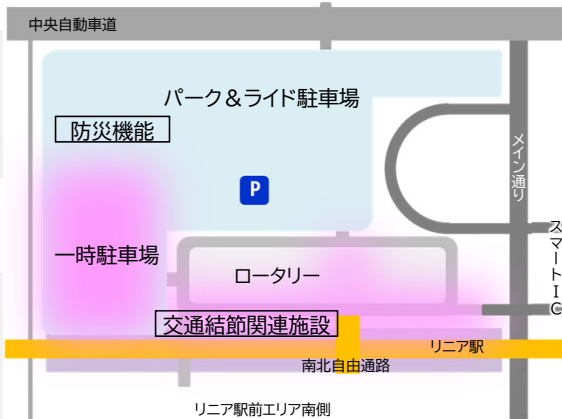 中央自動車道
パーク＆ライド駐車場
防災機能
メイン通り
P
スマートIC
一時駐車場
ロータリー
交通結節関連施設
リニア駅
南北自由通路
リニア駅前エリア南側